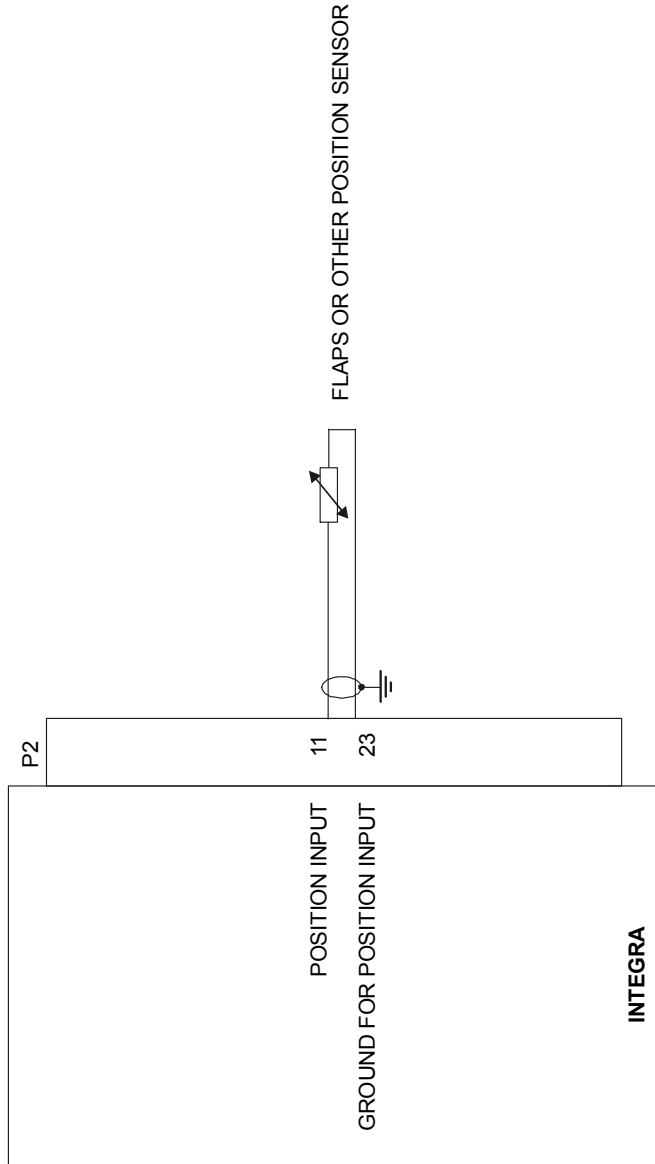 P2
POSITION INPUT
11
FLAPS OR OTHER POSITION SENSOR
GROUND FOR POSITION INPUT
23
INTEGRA